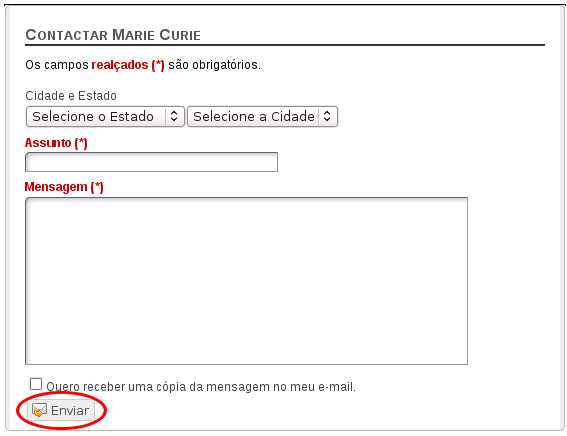 Contactar Marie Curie
Os campos realçados (*) são obrigatórios.
Cidade e Estado
Selecione o Estado Selecione a Cidade
Assunto (*)
Mensagem (*)
Quero receber uma cópia da mensagem no meu e-mail.
Enviar